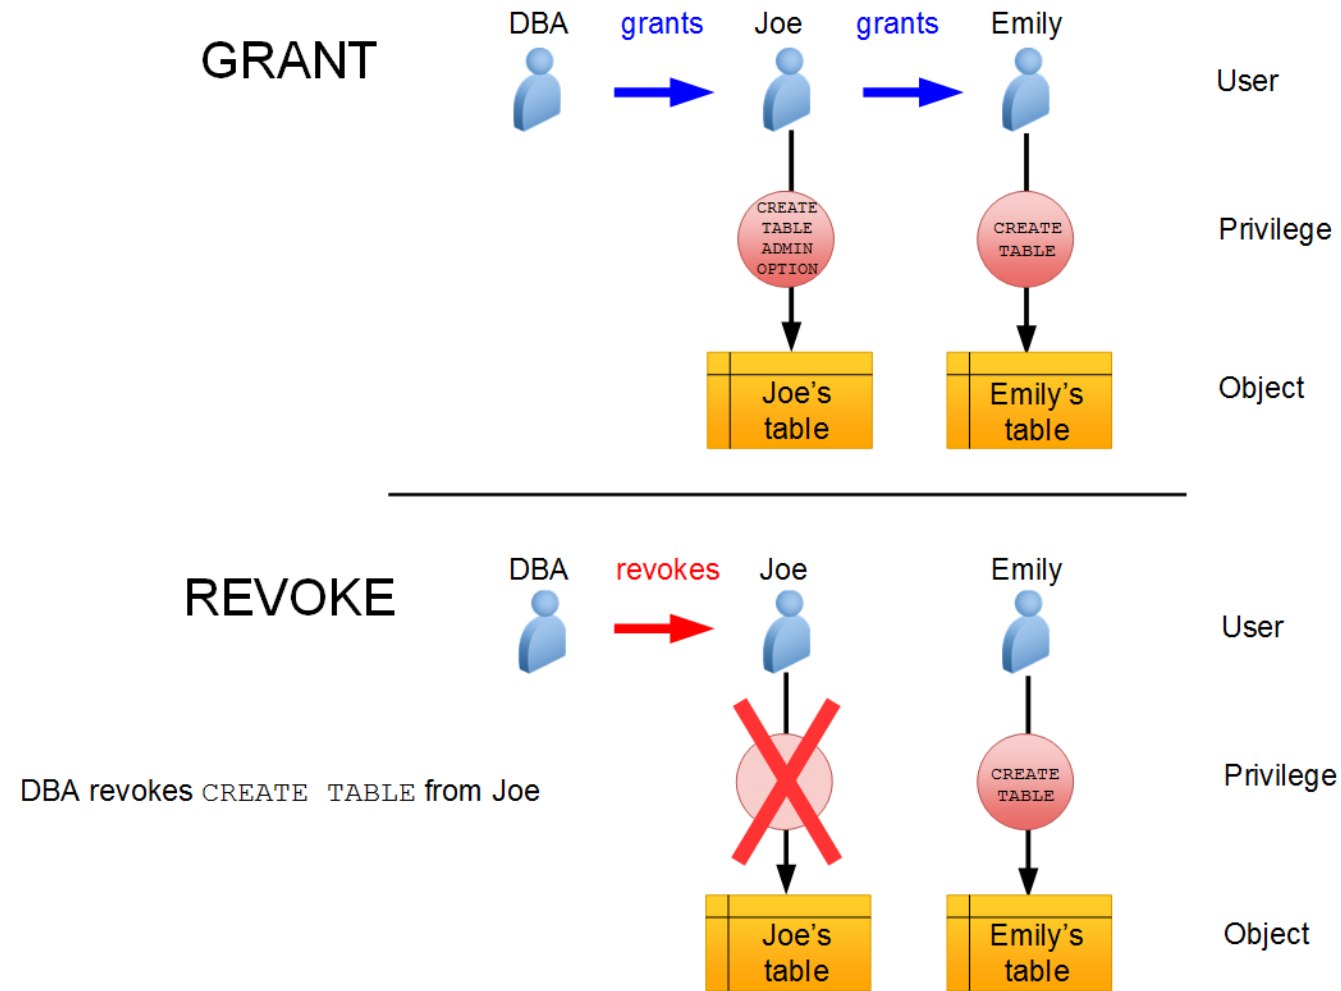 DBA grants Joe grants Emily
GRANT
User
CREATE
TABLE
ADMIN
OPTION
CREATE
TABLE
Privilege
Joe's
table
Emily's
table
Object
DBA revokes Joe Emily
REVOKE
User
DBA revokes CREATE TABLE from Joe
CREATE
TABLE
Privilege
Joe's
table
Emily's
table
Object